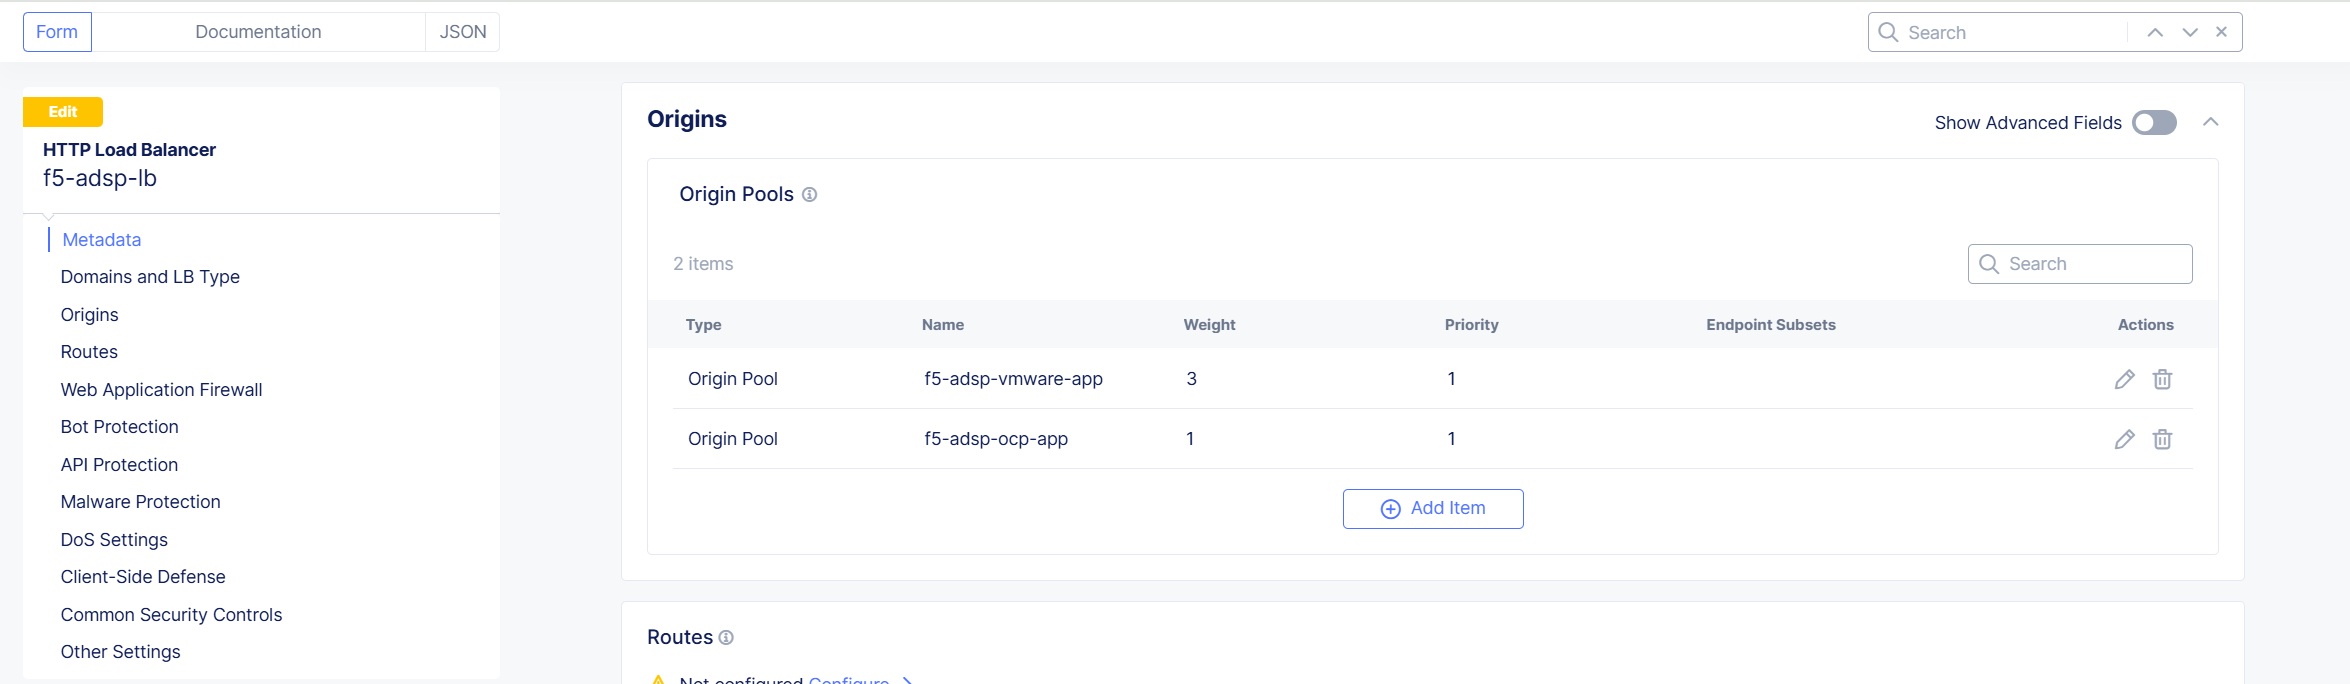 Form Documentation JSON Search
Edit
HTTP Load Balancer
f5-adsp-lb
Metadata
Domains and LB Type
Origins
Routes
Web Application Firewall
Bot Protection
API Protection
Malware Protection
DoS Settings
Client-Side Defense
Common Security Controls
Other Settings
Origins Show Advanced Fields
Origin Pools
2 items Search
Type Name Weight Priority Endpoint Subsets Actions
Origin Pool f5-adsp-vmware-app 3 1
Origin Pool f5-adsp-ocp-app 1 1
Add Item
Routes
Not configured Configure